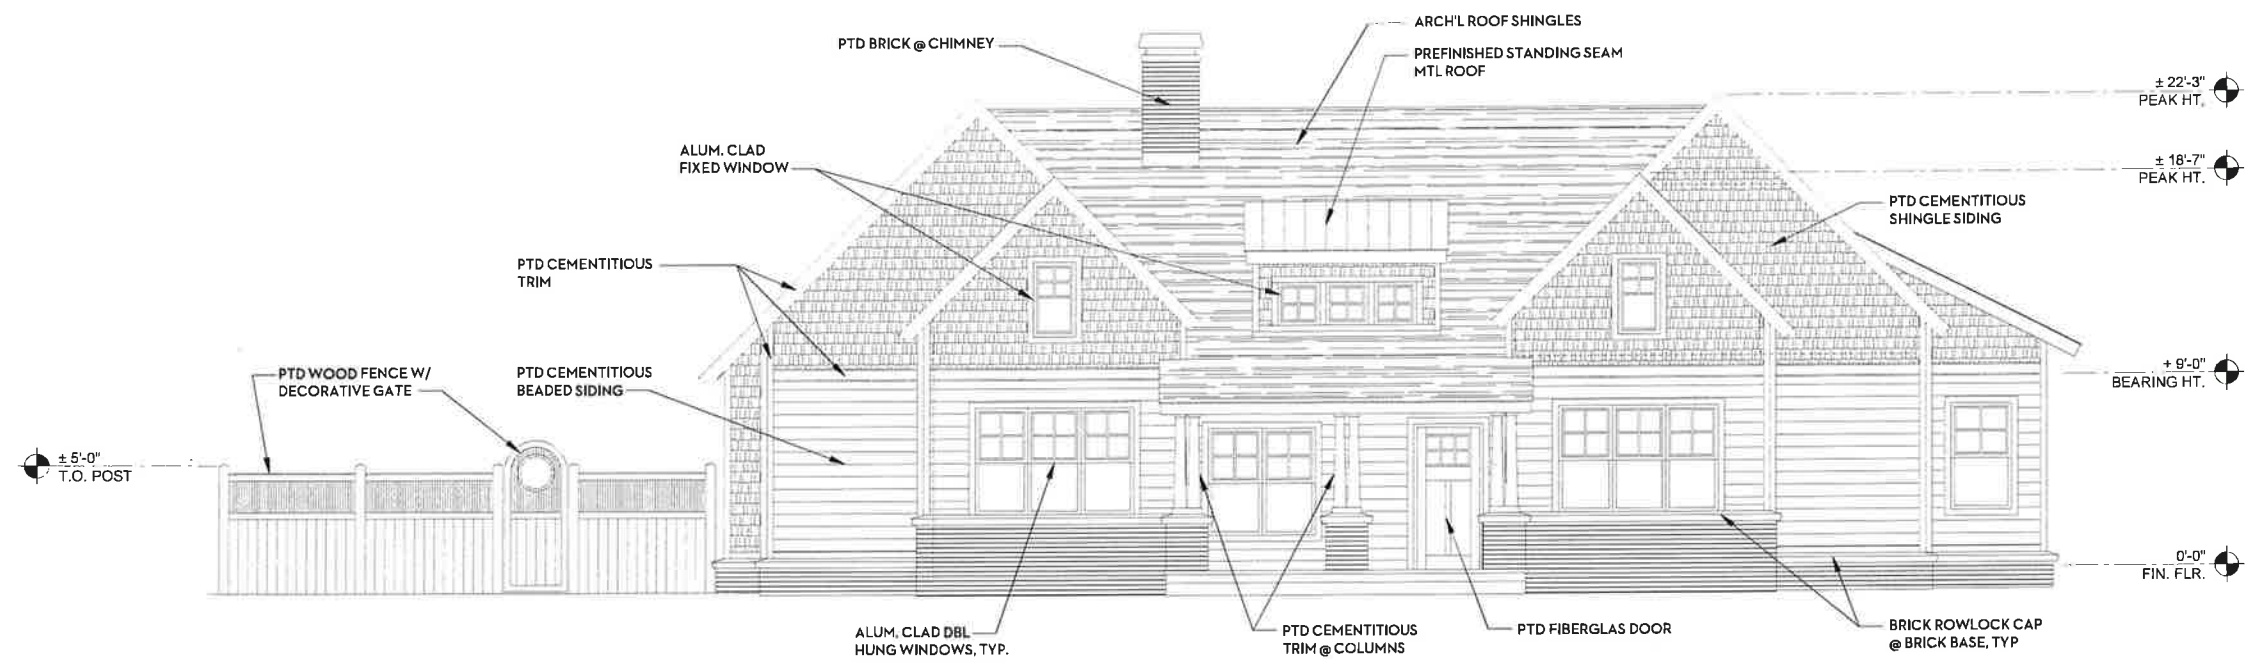 ARCH'L ROOF SHINGLES
PTD BRICK @ CHIMNEY
PREFINISHED STANDING SEAM
MTL ROOF
± 22'-3"
PEAK HT.
ALUM. CLAD
FIXED WINDOW
± 18'-7"
PEAK HT.
PTD CEMENTITIOUS
SHINGLE SIDING
PTD CEMENTITIOUS
TRIM
PTD WOOD FENCE W/
DECORATIVE GATE
PTD CEMENTITIOUS
BEADED SIDING
+ 9'-0"
BEARING HT.
± 5'-0"
T.O. POST
0'-0"
FIN. FLR.
ALUM. CLAD DBL
HUNG WINDOWS, TYP.
PTD CEMENTITIOUS
TRIM @ COLUMNS
PTD FIBERGLAS DOOR
BRICK ROWLOCK CAP
@ BRICK BASE, TYP